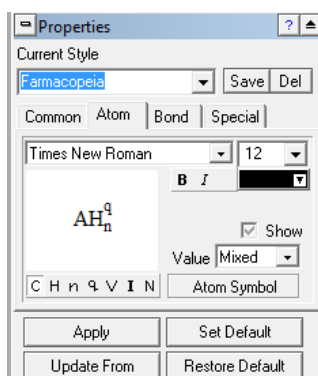 Properties ?
Current Style
Farmacopeia Save Del
Common Atom Bond Special
Times New Roman 12
B I
AHnq
Show
Value Mixed
C H n q V I N Atom Symbol
Apply Set Default
Update From Restore Default